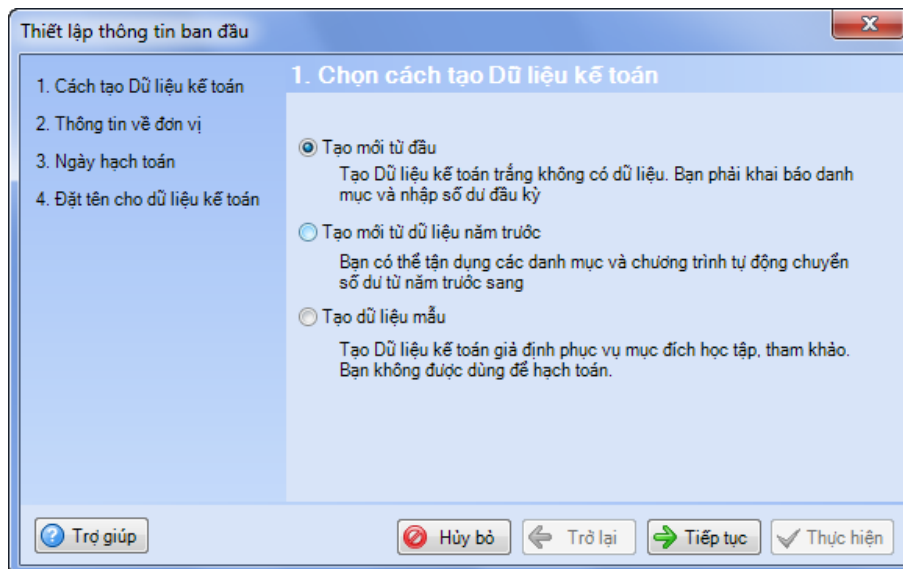 Thiết lập thông tin ban đầu
1. Cách tạo Dữ liệu kế toán
2. Thông tin về đơn vị
3. Ngày hạch toán
4. Đặt tên cho dữ liệu kế toán
1. Chọn cách tạo Dữ liệu kế toán
Tạo mới từ đầu
Tạo Dữ liệu kế toán trắng không có dữ liệu. Bạn phải khai báo danh
mục và nhập số dư đầu kỳ
Tạo mới từ dữ liệu năm trước
Bạn có thể tận dụng các danh mục và chương trình tự động chuyển
số dư từ năm trước sang
Tạo dữ liệu mẫu
Tạo Dữ liệu kế toán giả định phục vụ mục đích học tập, tham khảo.
Bạn không được dùng để hạch toán.
Trợ giúp
Hủy bỏ
Trở lại
Tiếp tục
Thực hiện